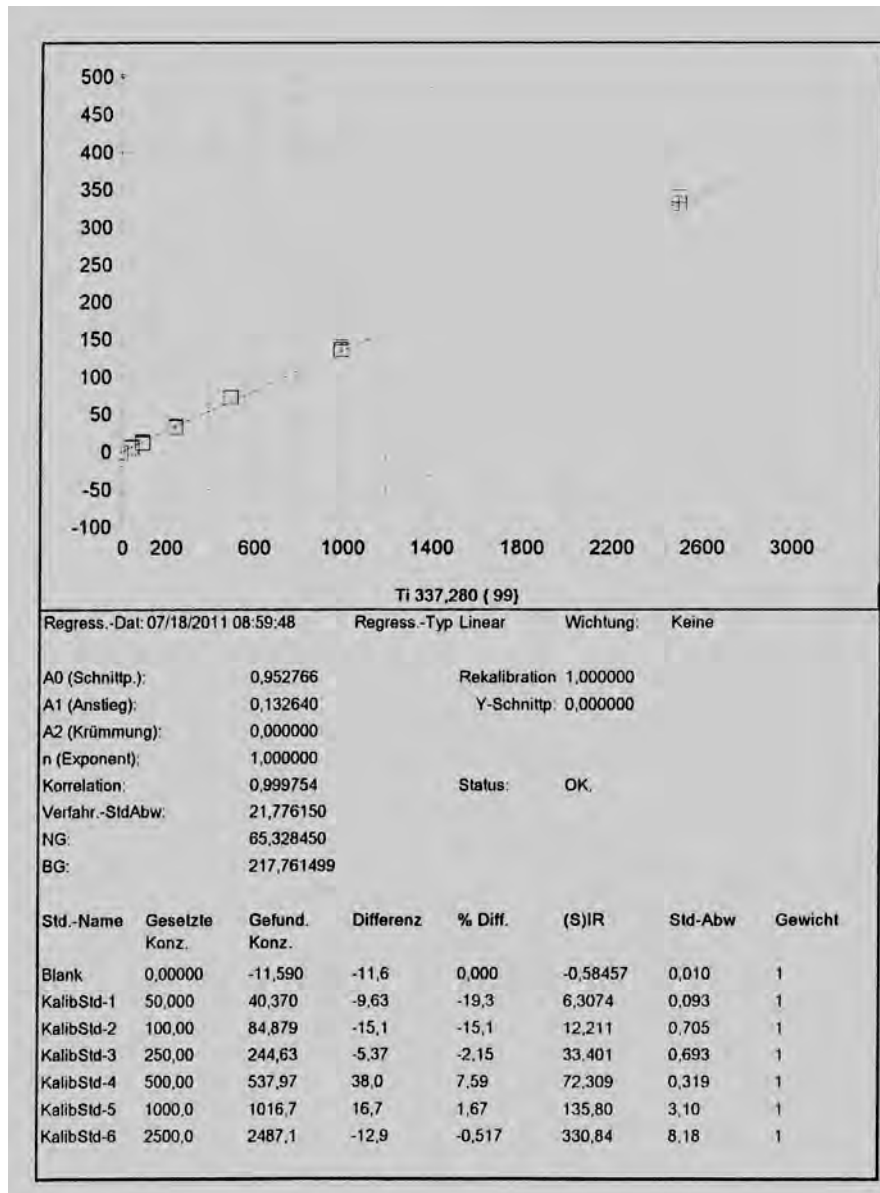 500
450
400
350
300
250
200
150
100
50
0
-50
-100
0 200 600 1000 1400 1800 2200 2600 3000
Ti 337,280 { 99}
Regress.-Dat: 07/18/2011 08:59:48 Regress.-Typ Linear Wichtung: Keine
A0 (Schnittp.): 0,952766 Rekalibration 1,000000
A1 (Anstieg): 0,132640 Y-Schnittp: 0,000000
A2 (Krümmung): 0,000000
n (Exponent): 1,000000
Korrelation: 0,999754 Status: OK.
Verfahr.-StdAbw: 21,776150
NG: 65,328450
BG: 217,761499
Std.-Name Gesetzte Gefund. Differenz % Diff. (S)IR Std-Abw Gewicht
Konz. Konz.
Blank 0,00000 -11,590 -11,6 0,000 -0,58457 0,010 1
KalibStd-1 50,000 40,370 -9,63 -19,3 6,3074 0,093 1
KalibStd-2 100,00 84,879 -15,1 -15,1 12,211 0,705 1
KalibStd-3 250,00 244,63 -5,37 -2,15 33,401 0,693 1
KalibStd-4 500,00 537,97 38,0 7,59 72,309 0,319 1
KalibStd-5 1000,0 1016,7 16,7 1,67 135,80 3,10 1
KalibStd-6 2500,0 2487,1 -12,9 -0,517 330,84 8,18 1